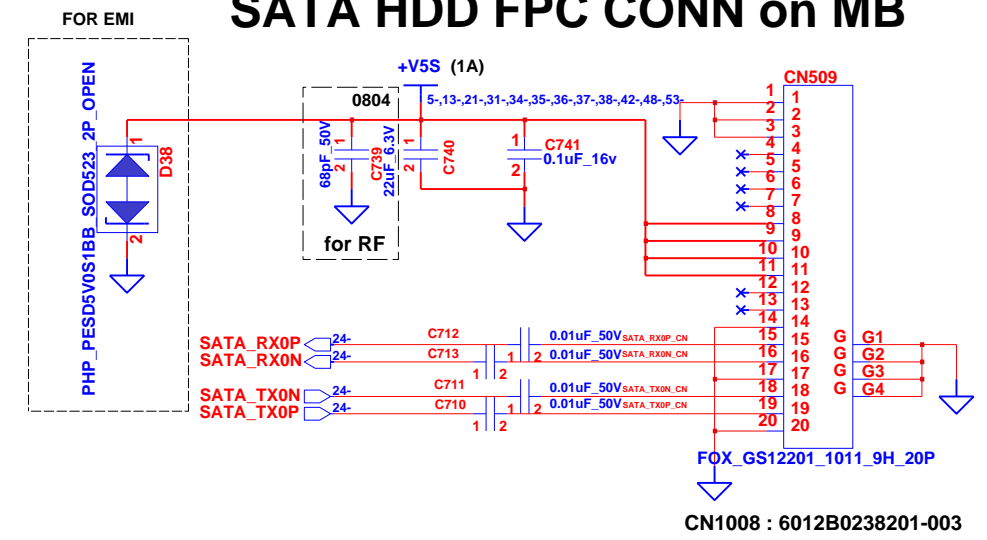 SATA HDD FPC CONN on MB
FOR EMI
PHP_PESD5V0S1BB_SOD523_2P_OPEN
1
D38
2
+V5S (1A)
5-,13-,21-,31-,34-,35-,36-,37-,38-,42-,48-,53-
0804
68pF_50V
1
2
C739
22uF_6.3V
1
2
C740
1
2
C741
0.1uF_16v
for RF
CN509
1 1
2 2
3 3
4 4
5 5
6 6
7 7
8 8
9 9
10 10
11 11
12 12
13 13
14 14
15 15
16 16
17 17
18 18
19 19
20 20
G G1
G G2
G G3
G G4
SATA_RX0P 24- C712 1 2 0.01uF_50V SATA_RX0P_CN
SATA_RX0N 24- C713 1 2 0.01uF_50V SATA_RX0N_CN
SATA_TX0N 24- C711 1 2 0.01uF_50V SATA_TX0N_CN
SATA_TX0P 24- C710 1 2 0.01uF_50V SATA_TX0P_CN
FOX_GS12201_1011_9H_20P
CN1008 : 6012B0238201-003